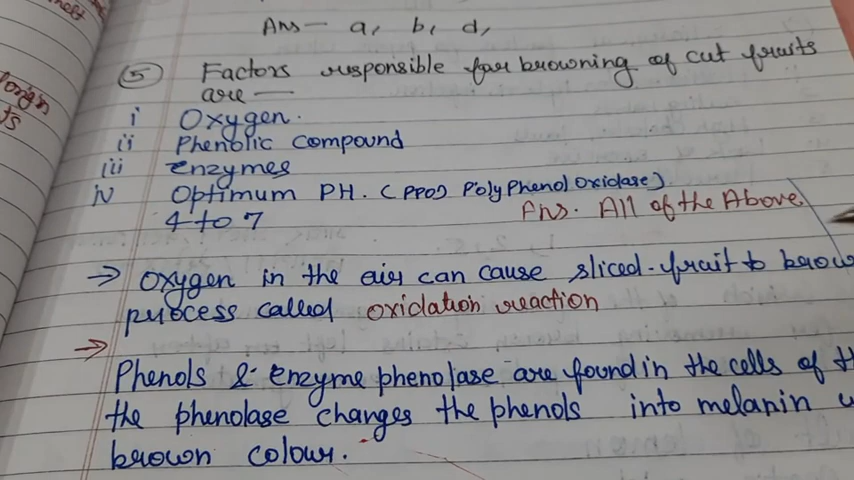 Ans - a, b, d,
5 Factors responsible for browning of cut fruits
are —
i Oxygen.
ii Phenolic compound
iii enzymes
iv Optimum PH. (PPO) PolyPhenol Oxidase)
4 to 7
Ans. All of the Above
→ Oxygen in the air can cause sliced-fruit to
process called oxidation reaction
→
Phenols & enzyme phenolase are found in the cells of
the phenolase changes the phenols into melanin
brown colour.